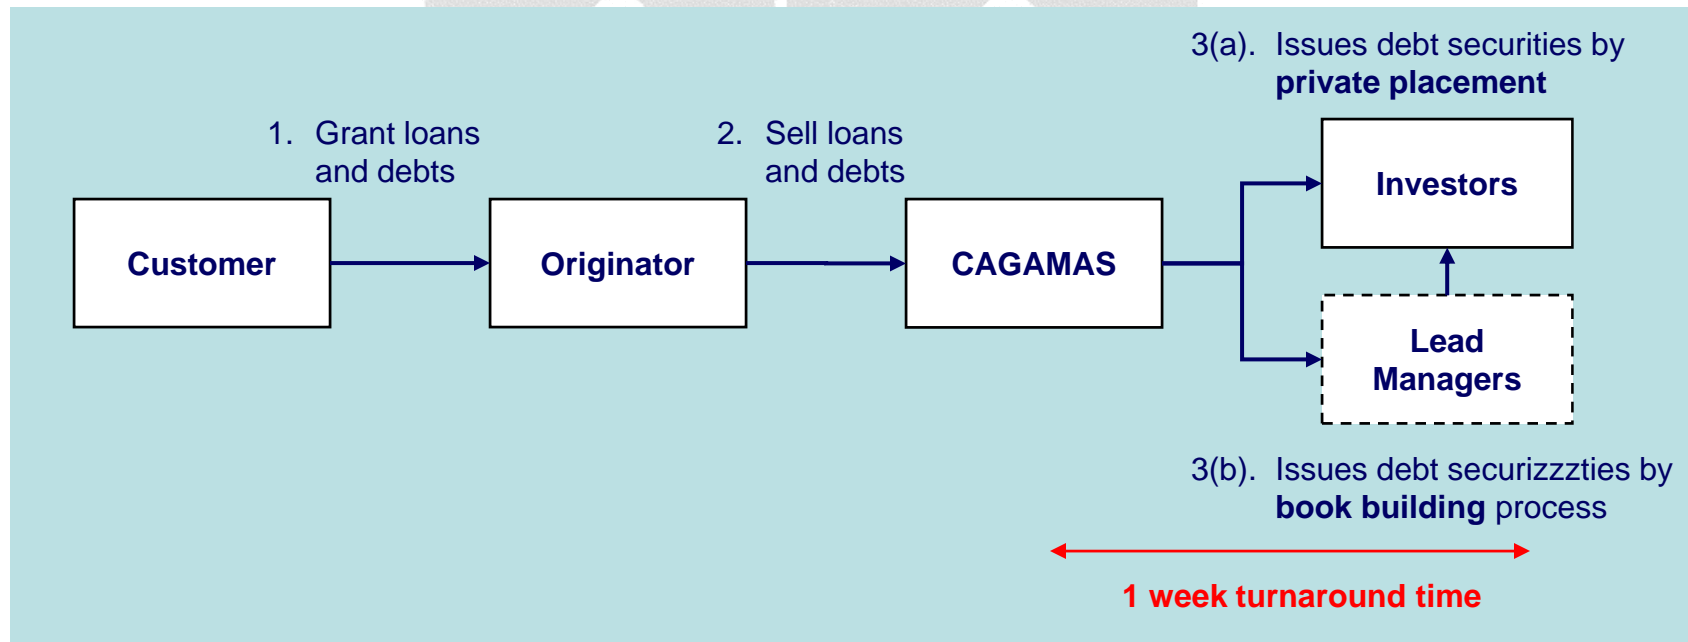 3(a). Issues debt securities by
private placement
1. Grant loans
and debts
2. Sell loans
and debts
Customer
Originator
CAGAMAS
Investors
Lead
Managers
3(b). Issues debt securizzzties by
book building process
1 week turnaround time